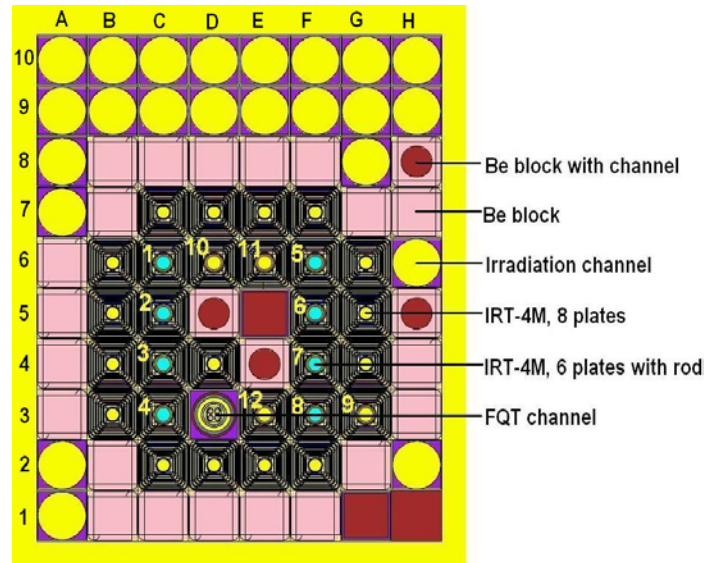 A B C D E F G H
10
9
8 Be block with channel
7 Be block
6 1 10 11 5 Irradiation channel
5 2 6 IRT-4M, 8 plates
4 3 7 IRT-4M, 6 plates with rod
3 4 12 8 9 FQT channel
2
1